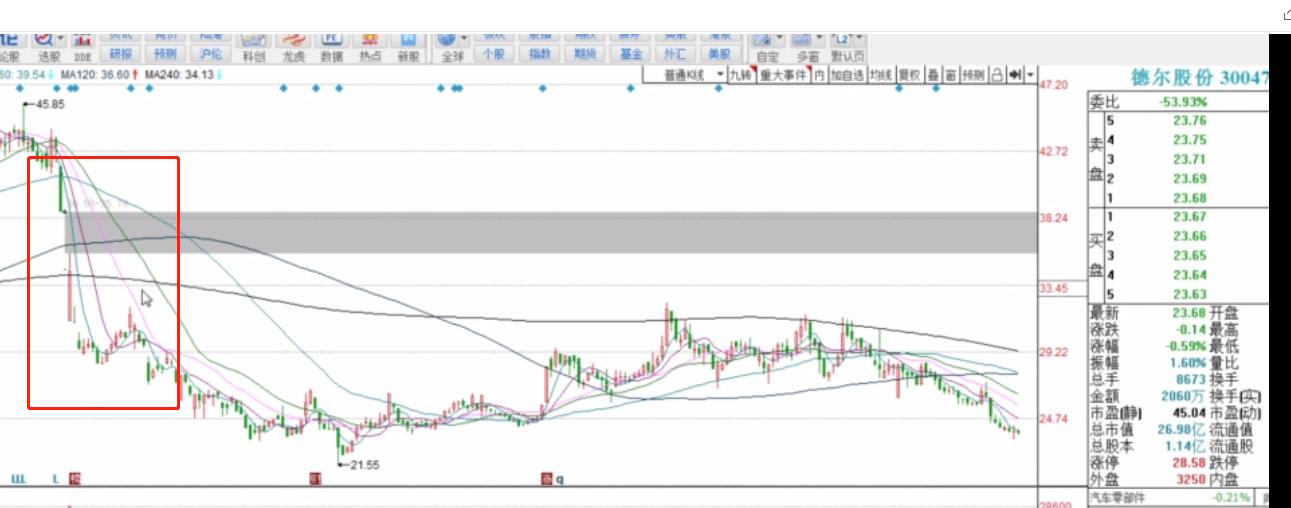 选股 DDE 研报 预测 沪伦 科创 龙虎 数据 热点 新股 全球 个股 指数 期货 基金 外汇 美股 自定 多窗 默认页
60: 39.54↓ MA120: 36.60↑ MA240: 34.13↓
普通K线 九转 重大事件 内 加自选 均线 复权 叠 窗 预测
德尔股份 30047
47.20
45.85
42.72
38.24
33.45
29.22
24.74
21.55
28600
委比 -53.93%
卖盘
5 23.76
4 23.75
3 23.71
2 23.69
1 23.68
买盘
1 23.67
2 23.66
3 23.65
4 23.64
5 23.63
最新 23.68 开盘
涨跌 -0.14 最高
涨幅 -0.59% 最低
振幅 1.60% 量比
总手 8673 换手
金额 2060万 换手(实)
市盈(静) 45.04 市盈(动)
总市值 26.98亿 流通值
总股本 1.14亿 流通股
涨停 28.58 跌停
外盘 3250 内盘
汽车零部件 -0.21%